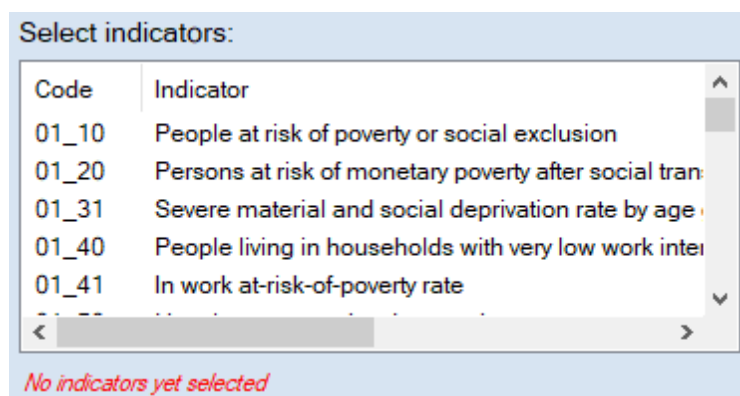 Select indicators:
Code Indicator
01_10 People at risk of poverty or social exclusion
01_20 Persons at risk of monetary poverty after social tran
01_31 Severe material and social deprivation rate by age
01_40 People living in households with very low work inte
01_41 In work at-risk-of-poverty rate
No indicators yet selected